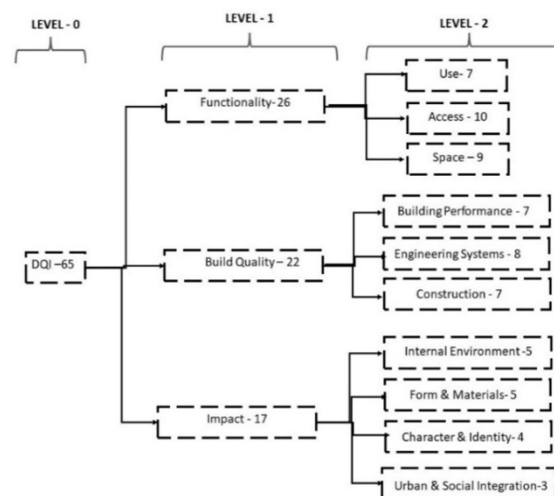 LEVEL - 0
LEVEL - 1
LEVEL - 2
DQI –65
Functionality- 26
Use- 7
Access - 10
Space – 9
Build Quality – 22
Building Performance - 7
Engineering Systems - 8
Construction - 7
Impact - 17
Internal Environment -5
Form & Materials- 5
Character & Identity- 4
Urban & Social Integration-3